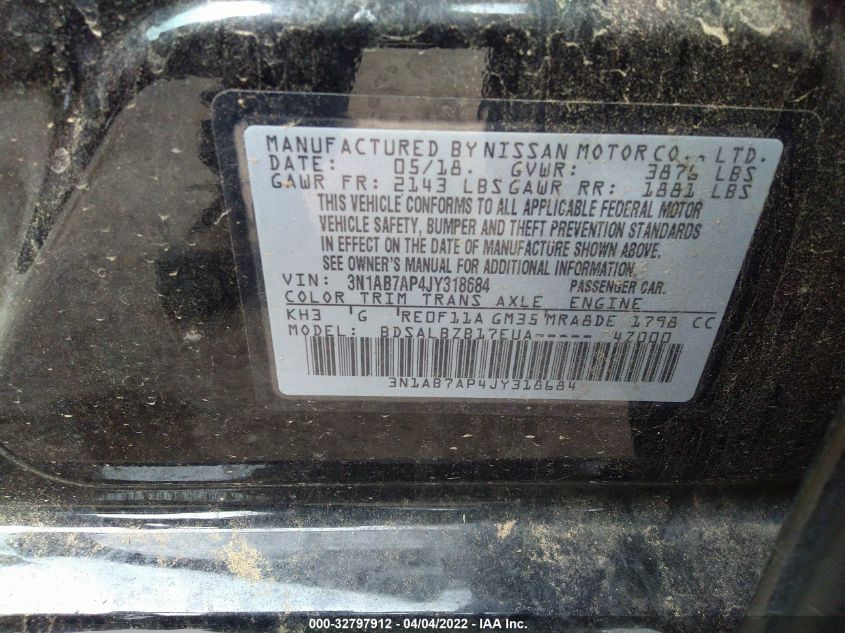 MANUFACTURED BY NISSAN MOTOR CO., LTD.
DATE: 05/18. GVWR: 3876 LBS
GAWR FR: 2143 LBS GAWR RR: 1881 LBS
THIS VEHICLE CONFORMS TO ALL APPLICABLE FEDERAL MOTOR
VEHICLE SAFETY, BUMPER AND THEFT PREVENTION STANDARDS
IN EFFECT ON THE DATE OF MANUFACTURE SHOWN ABOVE.
SEE OWNER'S MANUAL FOR ADDITIONAL INFORMATION.
VIN: 3N1AB7AP4JY318684 PASSENGER CAR.
COLOR TRIM TRANS AXLE ENGINE
KH3 G RE0F11A GM35 MRA8DE 1798 CC
MODEL: BDSALBZB17EUA----- 4Z000
3N1AB7AP4JY318684
000-32797912 - 04/04/2022 - IAA Inc.